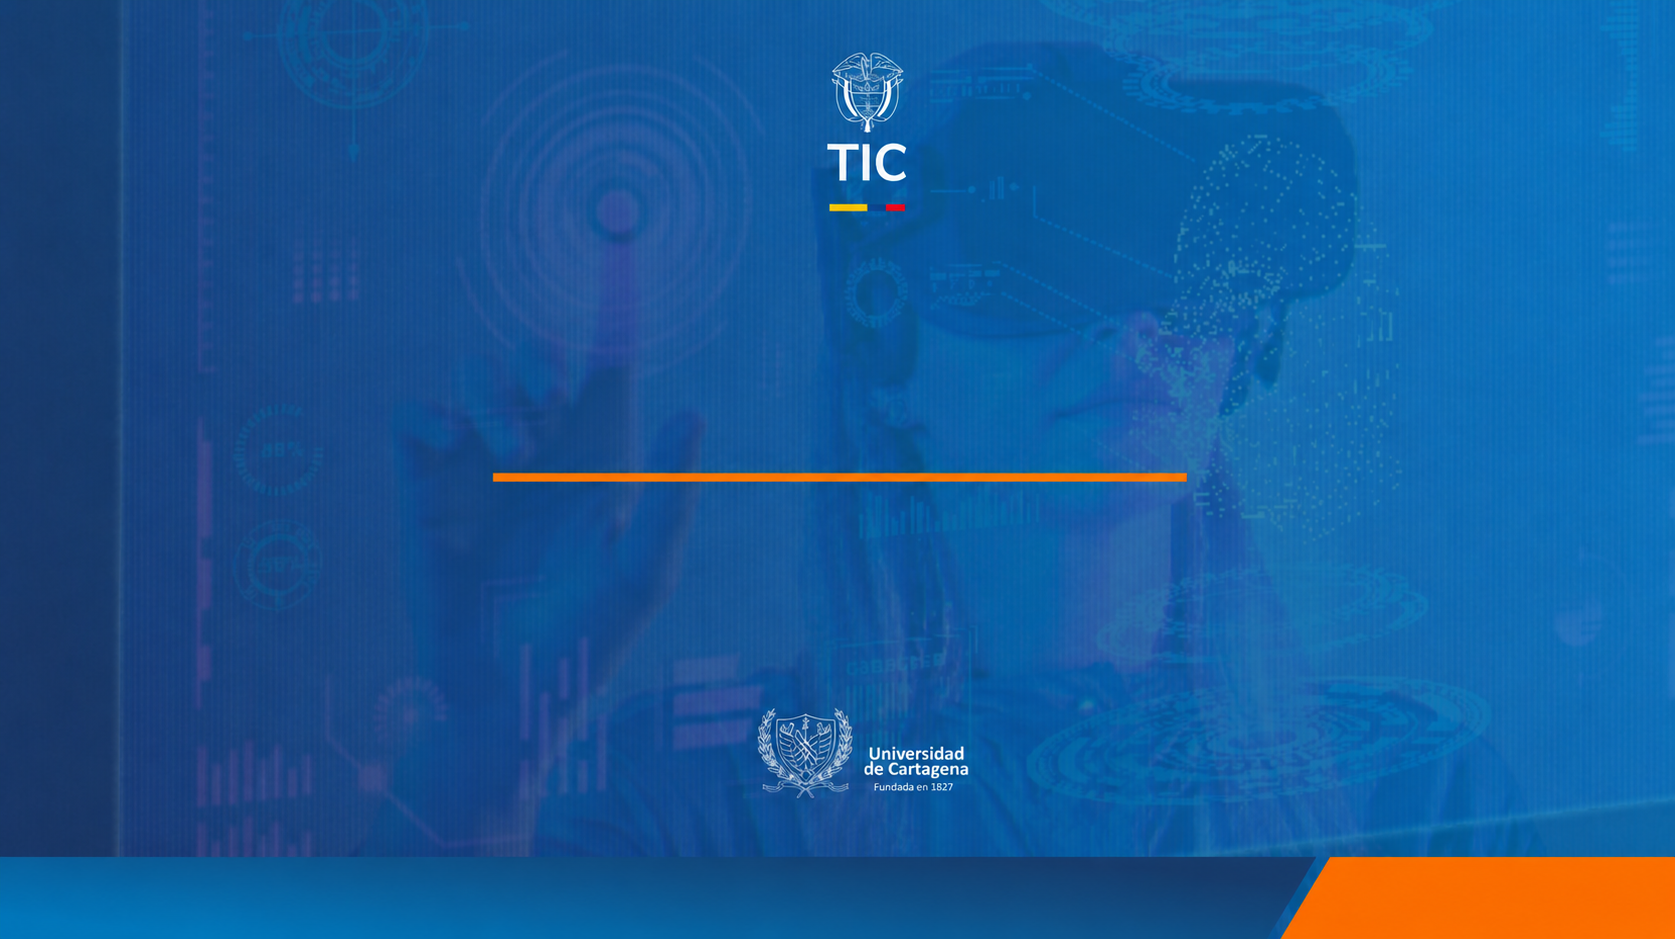 TIC
Universidad
de Cartagena
Fundada en 1827